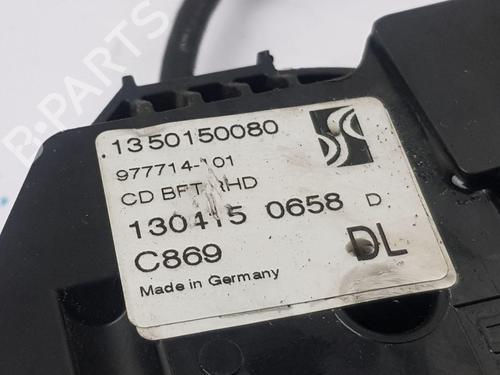 B-PARTS
1350150080
977714-101
CD BFT RHD
130415 0658 D
C869
DL
Made in Germany